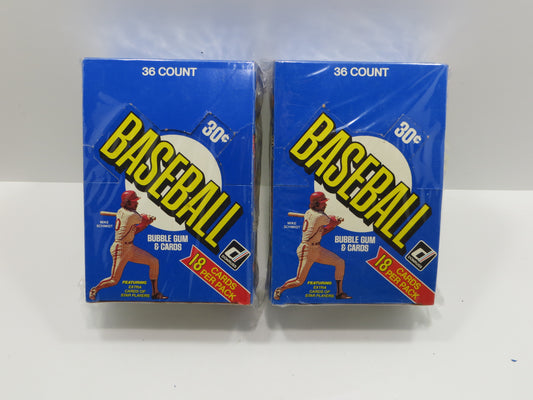 36 COUNT
30¢
BASEBALL
MIKE
SCHMIDT
BUBBLE GUM
& CARDS
18 CARDS
PER PACK
FEATURING
EXTRA
CARDS OF
STAR PLAYERS
36 COUNT
30¢
BASEBALL
MIKE
SCHMIDT
BUBBLE GUM
& CARDS
18 CARDS
PER PACK
FEATURING
EXTRA
CARDS OF
STAR PLAYERS